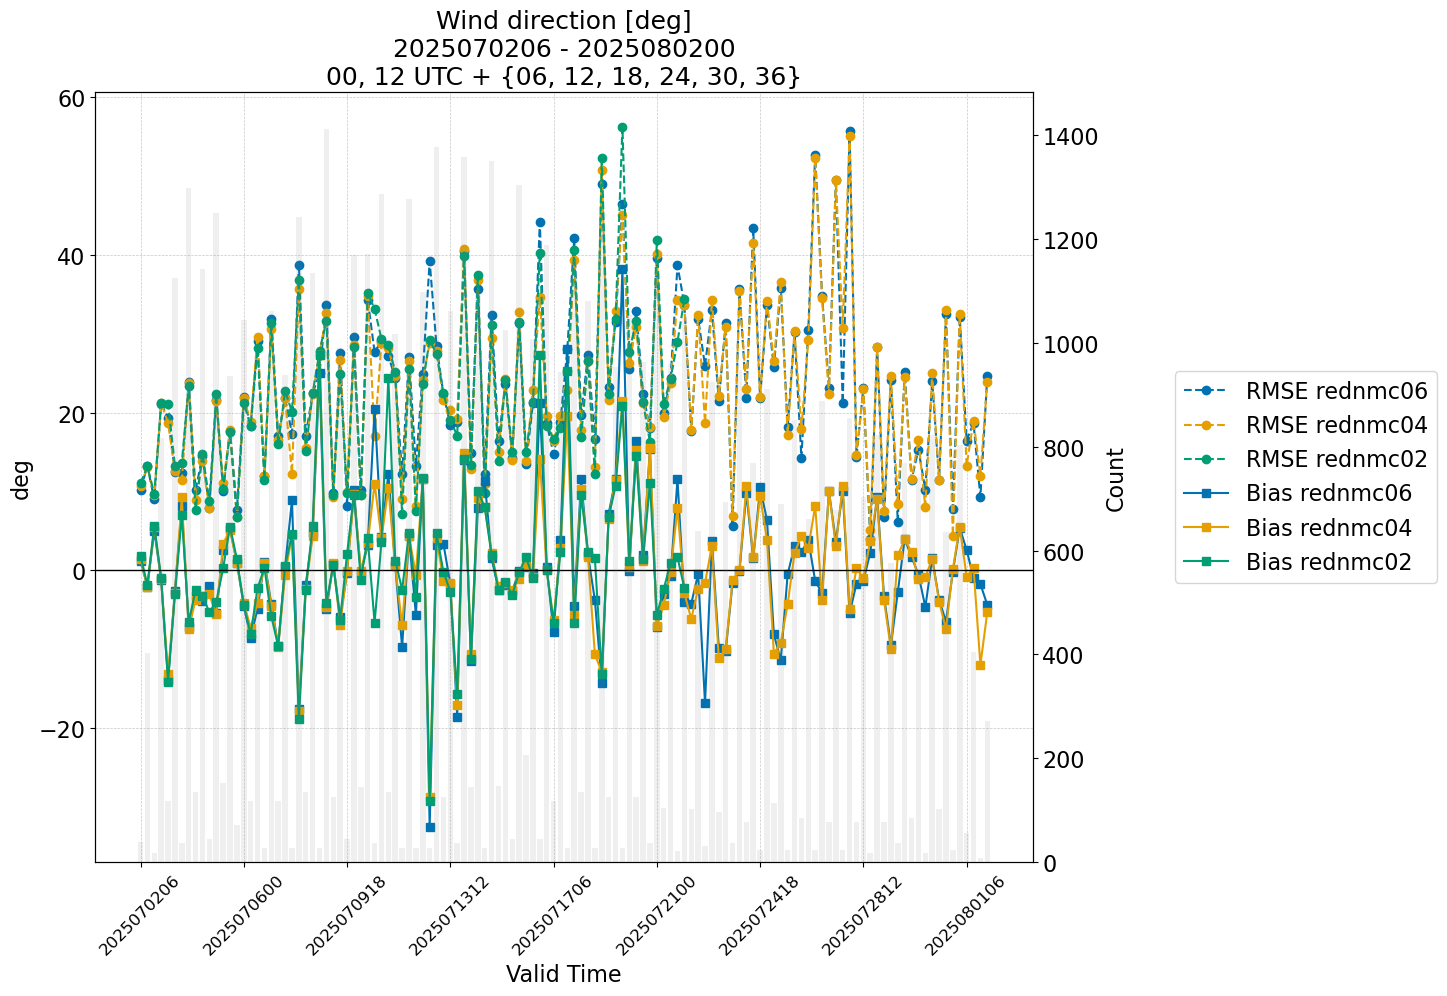 Wind direction [deg]
2025070206 - 2025080200
00, 12 UTC + {06, 12, 18, 24, 30, 36}
60
40
20
0
−20
deg
1400
1200
1000
800
600
400
200
0
Count
2025070206
2025070600
2025070918
2025071312
2025071706
2025072100
2025072418
2025072812
2025080106
Valid Time
RMSE rednmc06
RMSE rednmc04
RMSE rednmc02
Bias rednmc06
Bias rednmc04
Bias rednmc02